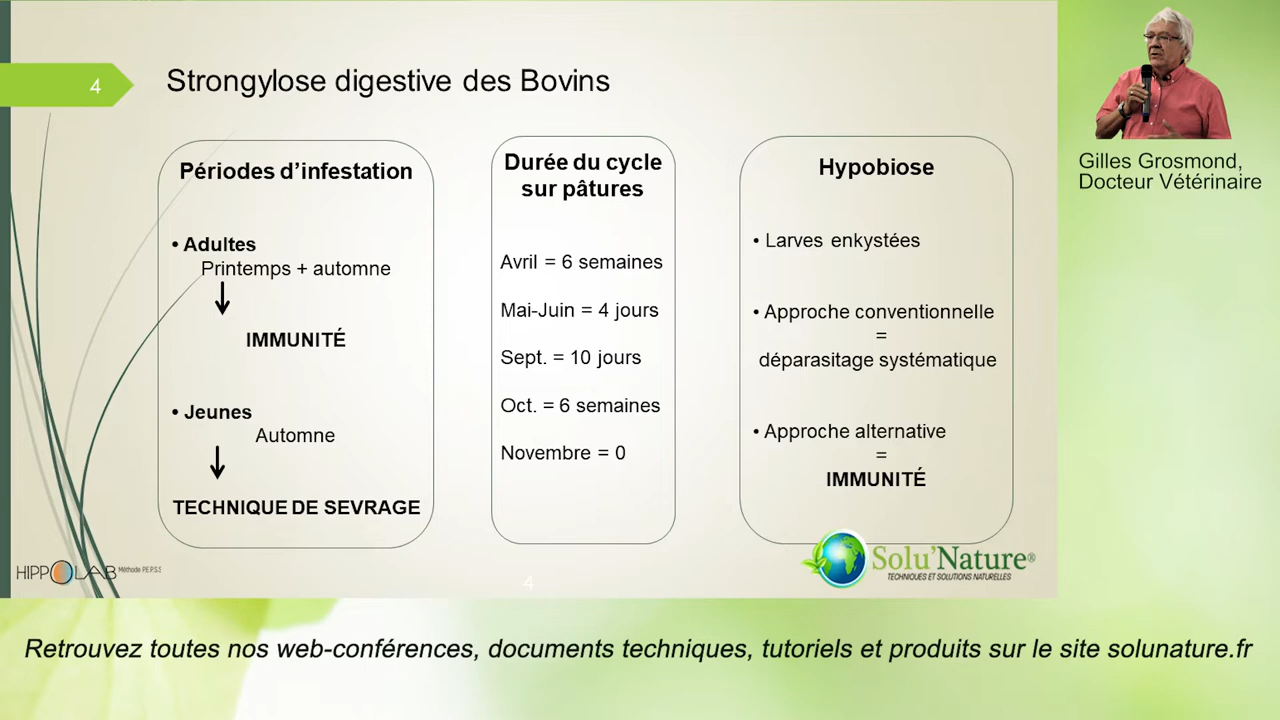 4
Strongylose digestive des Bovins
Périodes d’infestation
• Adultes
Printemps + automne
IMMUNITÉ
• Jeunes
Automne
TECHNIQUE DE SEVRAGE
Durée du cycle
sur pâtures
Avril = 6 semaines
Mai-Juin = 4 jours
Sept. = 10 jours
Oct. = 6 semaines
Novembre = 0
Hypobiose
• Larves enkystées
• Approche conventionnelle
=
déparasitage systématique
• Approche alternative
=
IMMUNITÉ
HIPPOLAB Méthode P.E.P.S.S
4
Solu’Nature®
TECHNIQUES ET SOLUTIONS NATURELLES
Gilles Grosmond,
Docteur Vétérinaire
Retrouvez toutes nos web-conférences, documents techniques, tutoriels et produits sur le site solunature.fr